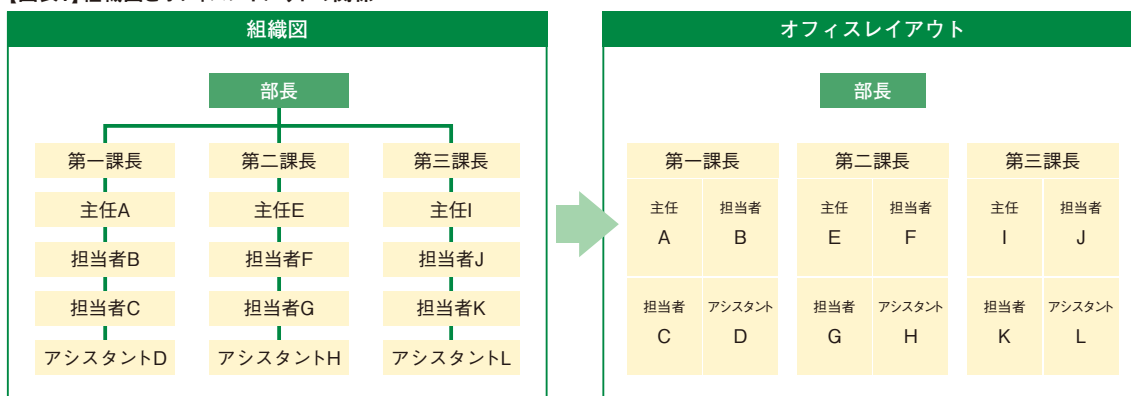 組織図
部長
第一課長 第二課長 第三課長
主任A 主任E 主任I
担当者B 担当者F 担当者J
担当者C 担当者G 担当者K
アシスタントD アシスタントH アシスタントL
オフィスレイアウト
部長
第一課長 第二課長 第三課長
主任 担当者 主任 担当者 主任 担当者
A B E F I J
担当者 アシスタント 担当者 アシスタント 担当者 アシスタント
C D G H K L